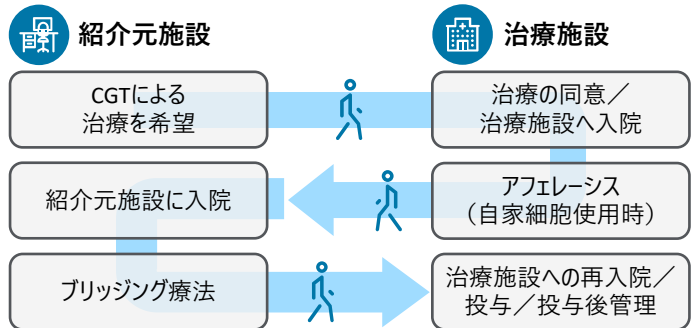 紹介元施設
治療施設
CGTによる
治療を希望
治療の同意／
治療施設へ入院
紹介元施設に入院
アフェレーシス
（自家細胞使用時）
ブリッジング療法
治療施設への再入院／
投与／投与後管理